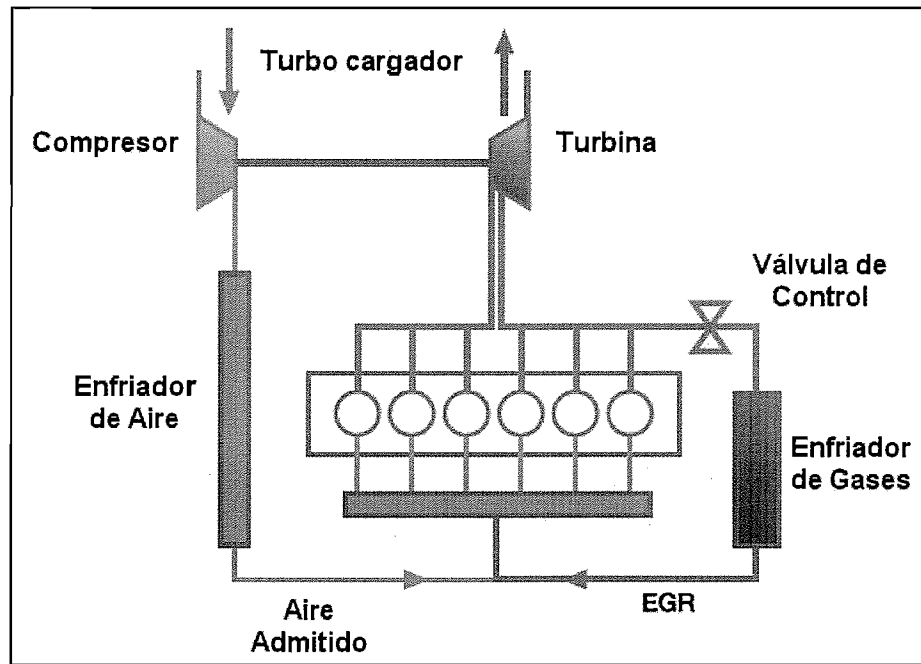 Turbo cargador
Compresor
Turbina
Válvula de
Control
Enfriador
de Aire
Enfriador
de Gases
EGR
Aire
Admitido